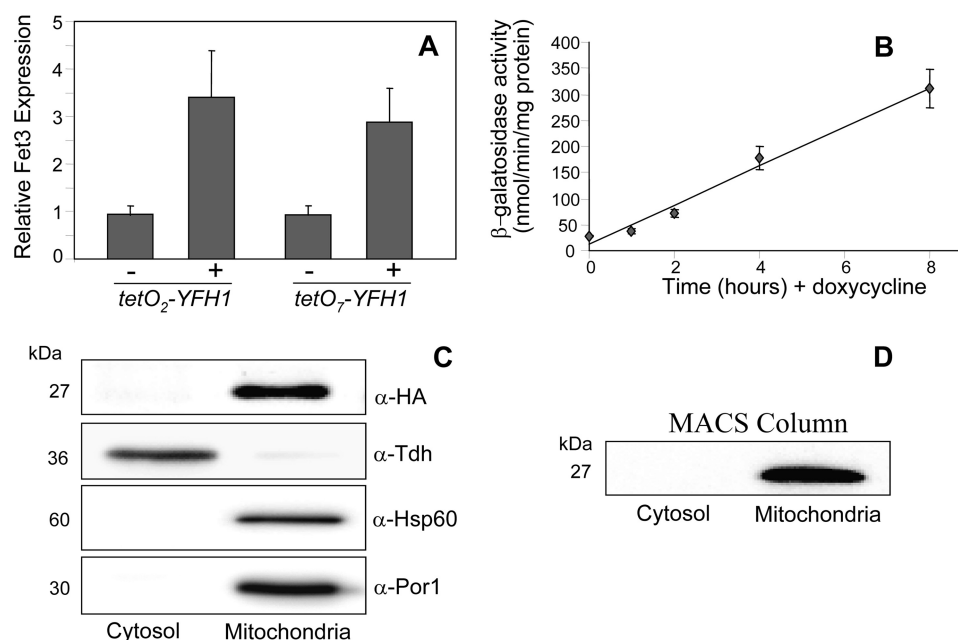 A
Relative Fet3 Expression
5
4
3
2
1
0
- + - +
tetO2-YFH1 tetO7-YFH1
B
β-galatosidase activity
(nmol/min/mg protein)
400
350
300
250
200
150
100
50
0
0 2 4 6 8
Time (hours) + doxycycline
C
kDa
27 α-HA
36 α-Tdh
60 α-Hsp60
30 α-Por1
Cytosol Mitochondria
D
MACS Column
kDa
27
Cytosol Mitochondria